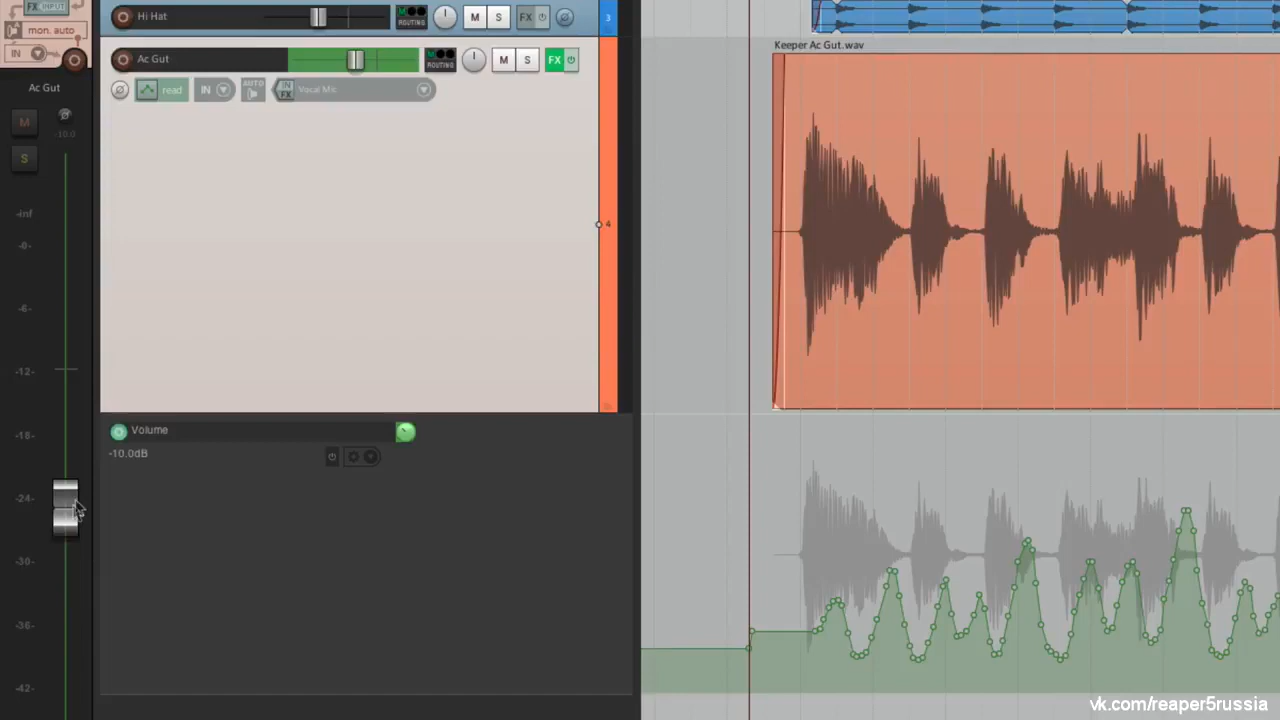 FX INPUT
mon. auto
IN
Ac Gut
M
-10.0
S
-inf
-0-
-6-
-12-
-18-
-24-
-30-
-36-
-42-
Hi Hat
ROUTING
M S
FX
3
Ac Gut
M
ROUTING
M S
FX
read
IN
AUTO
IN
FX
Vocal Mic
4
Volume
-10.0dB
Keeper Ac Gut.wav
vk.com/reaper5russia